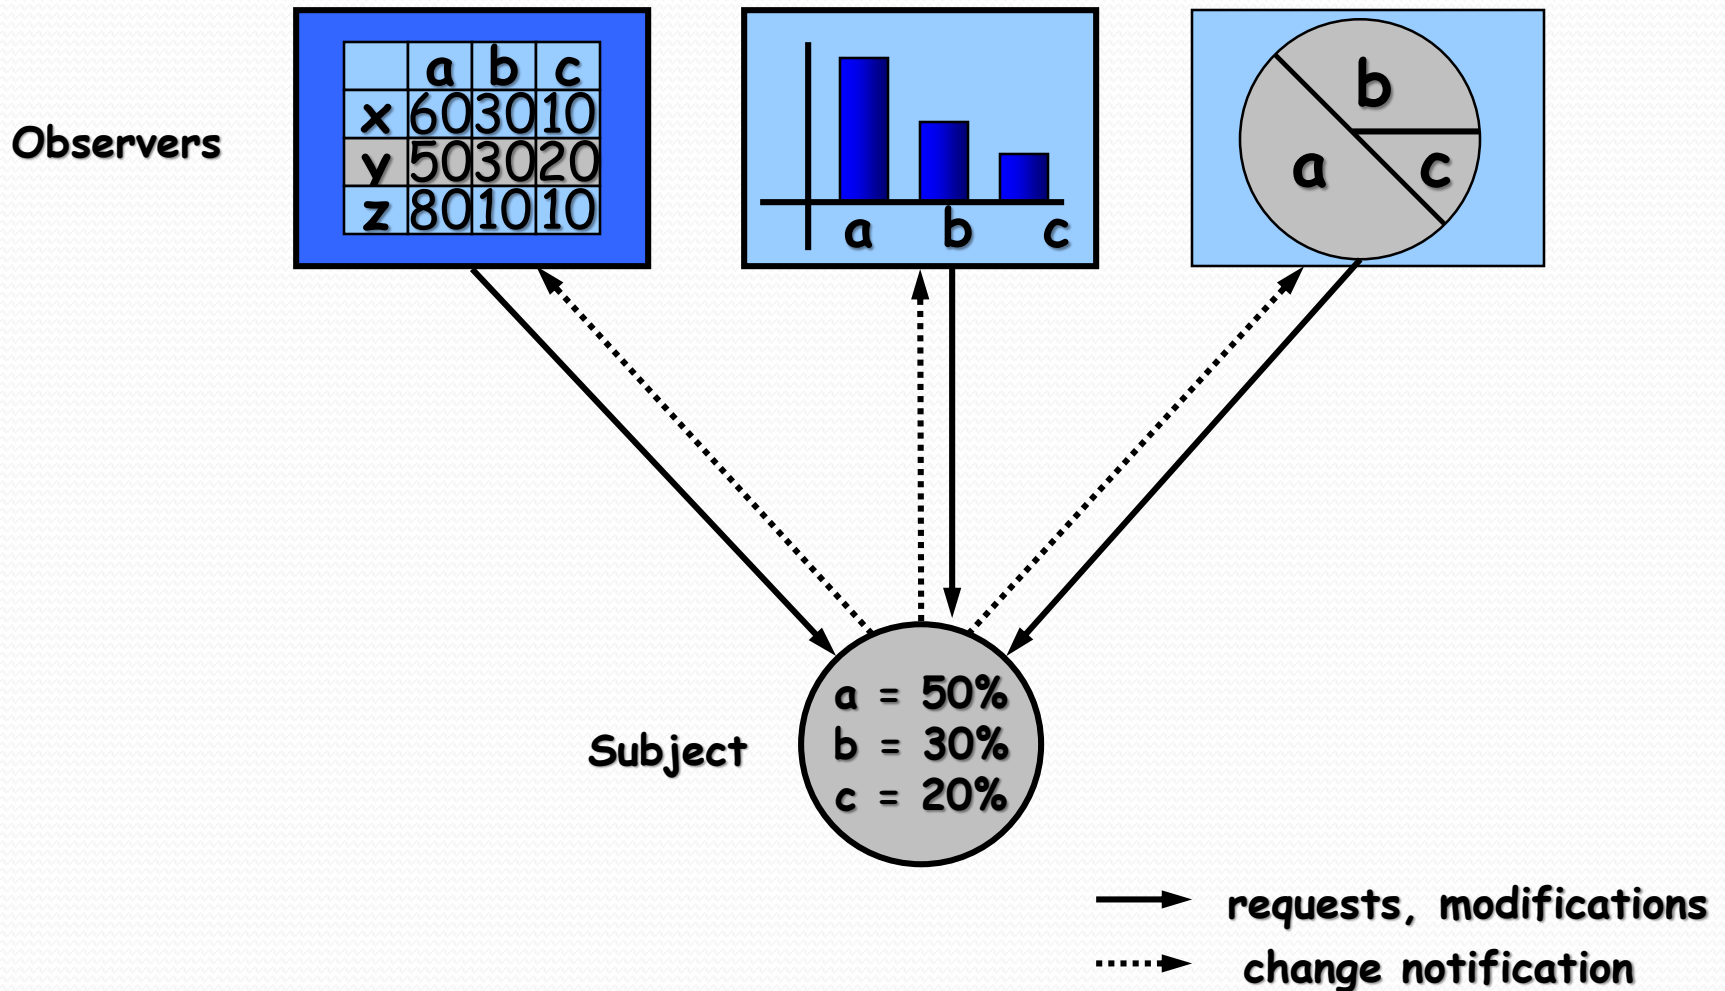 Observers
a b c
x 60 30 10
y 50 30 20
z 80 10 10
a b c
b
a c
Subject
a = 50%
b = 30%
c = 20%
requests, modifications
change notification